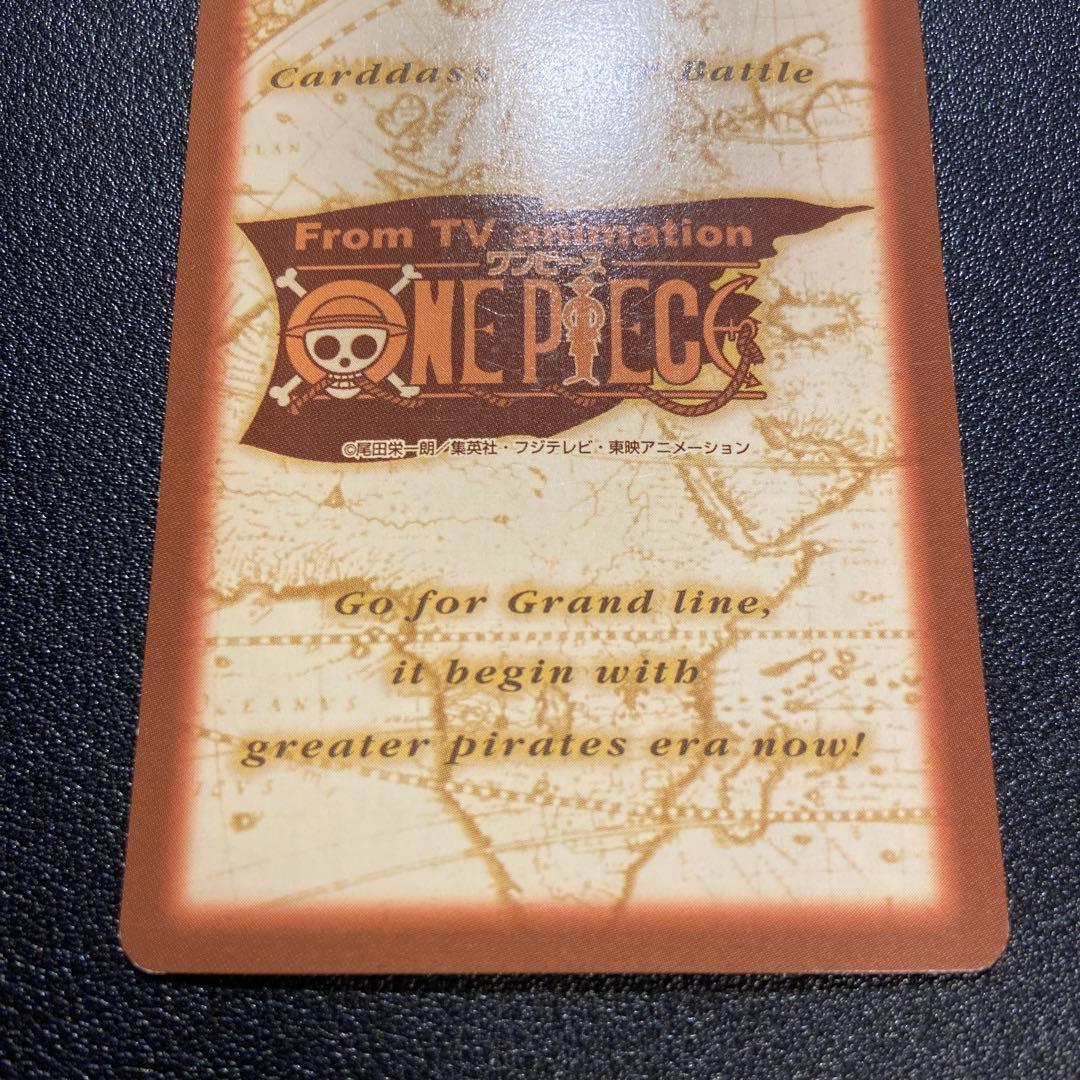 Carddass Battle
TLAN
From TV animation
ワンピース
ONE PIECE
©尾田栄一朗／集英社・フジテレビ・東映アニメーション
Go for Grand line,
it begin with
OCEANVS
greater pirates era now!